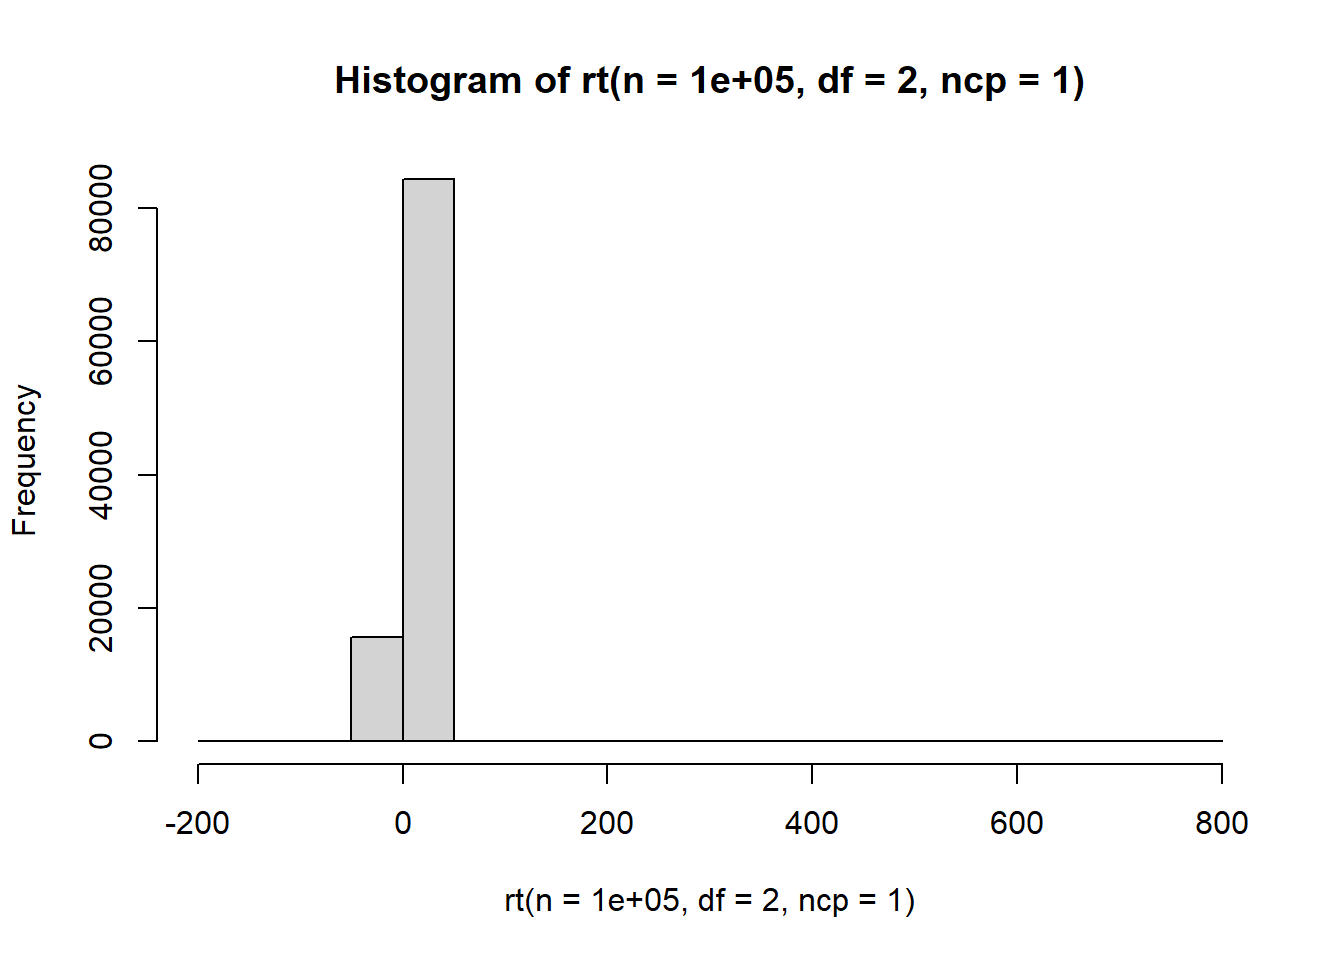 Histogram of rt(n = 1e+05, df = 2, ncp = 1)
Frequency
80000
60000
40000
20000
0
-200 0 200 400 600 800
rt(n = 1e+05, df = 2, ncp = 1)